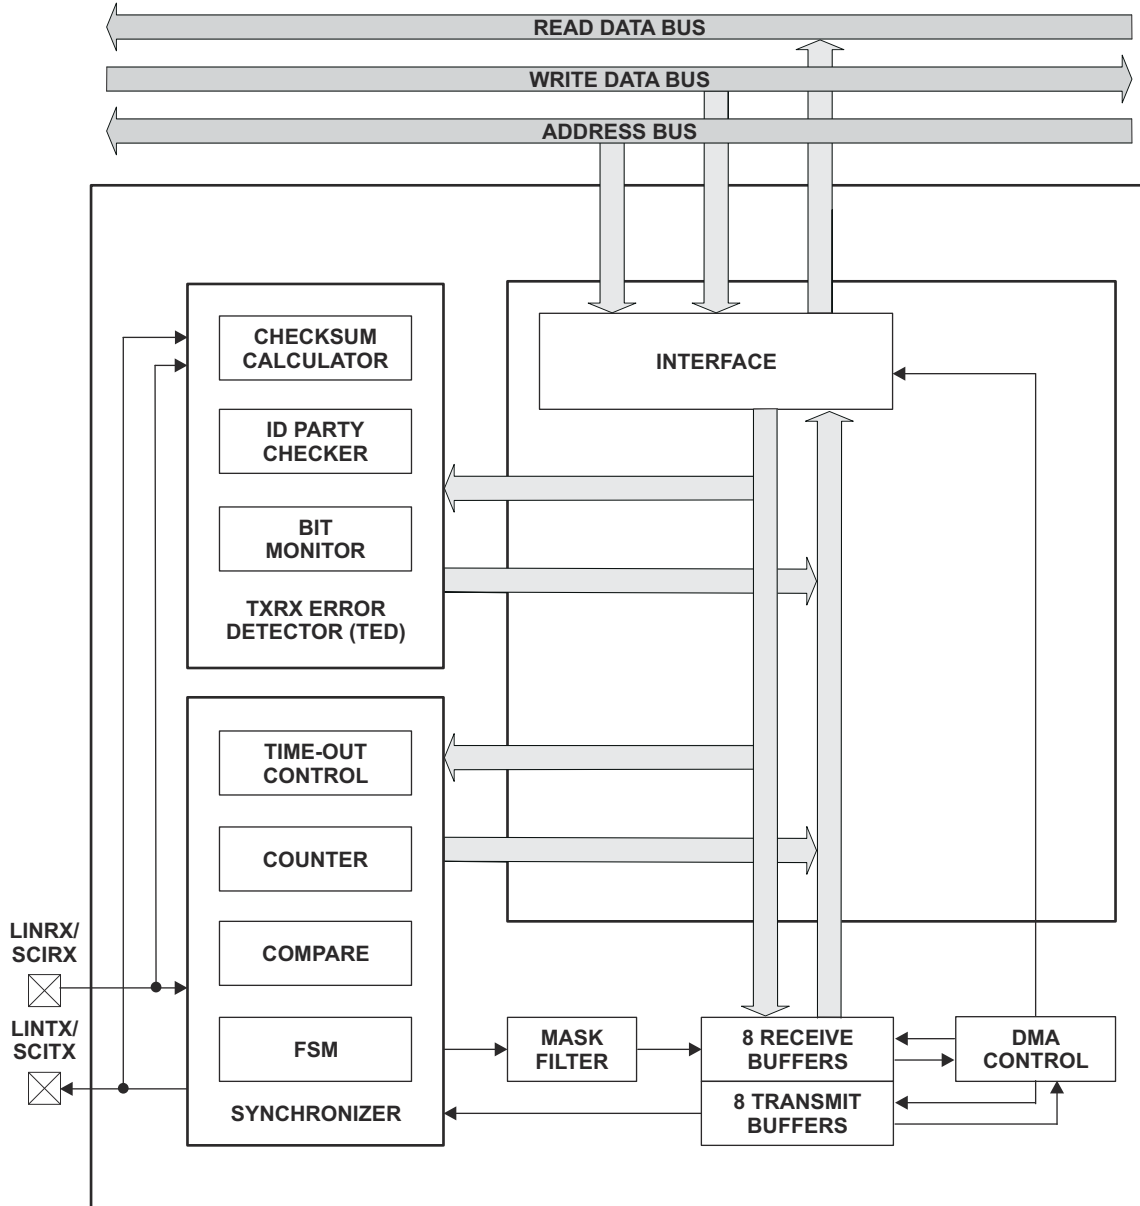 READ DATA BUS
WRITE DATA BUS
ADDRESS BUS
CHECKSUM
CALCULATOR
INTERFACE
ID PARTY
CHECKER
BIT
MONITOR
TXRX ERROR
DETECTOR (TED)
TIME-OUT
CONTROL
COUNTER
COMPARE
LINRX/
SCIRX
LINTX/
SCITX
FSM
SYNCHRONIZER
MASK
FILTER
8 RECEIVE
BUFFERS
8 TRANSMIT
BUFFERS
DMA
CONTROL